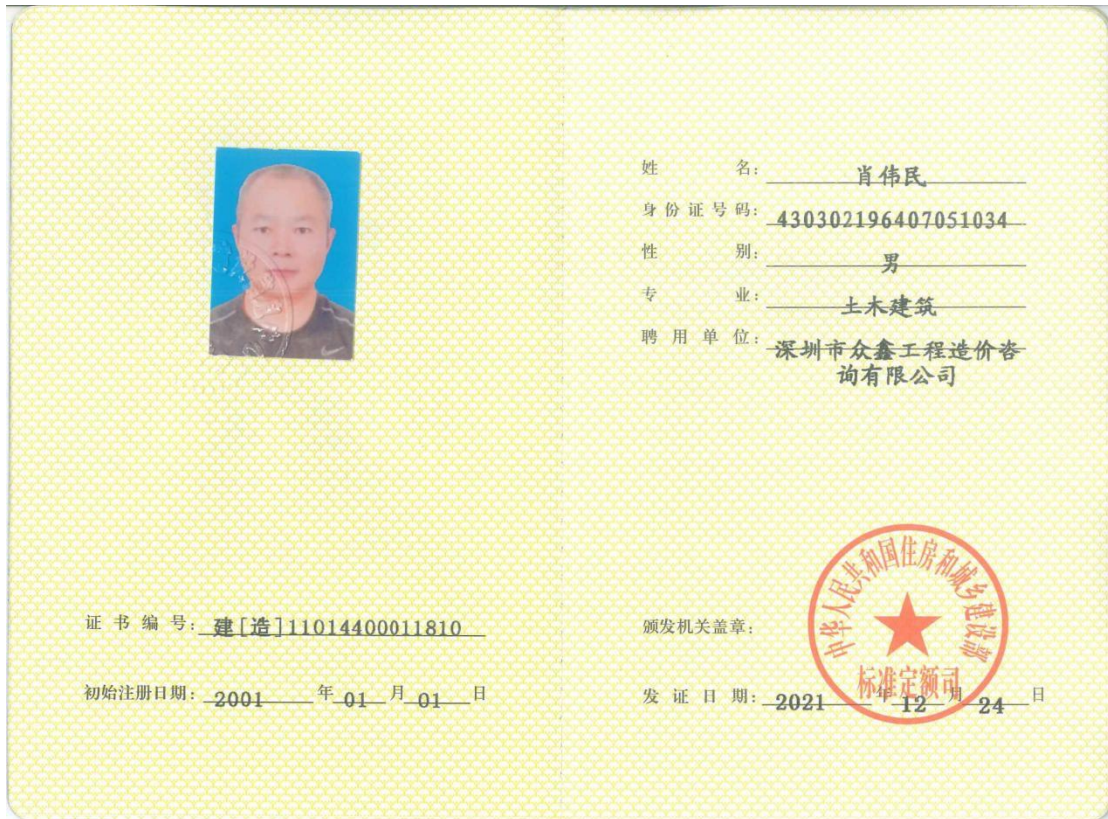 姓名：肖伟民
身份证号码：430302196407051034
性别：男
专业：土木建筑
聘用单位：深圳市众鑫工程造价咨
询有限公司
证书编号：建[造]11014400011810
初始注册日期：2001年01月01日
颁发机关盖章：
中华人民共和国住房和城乡建设部
标准定额司
发证日期：2021年12月24日